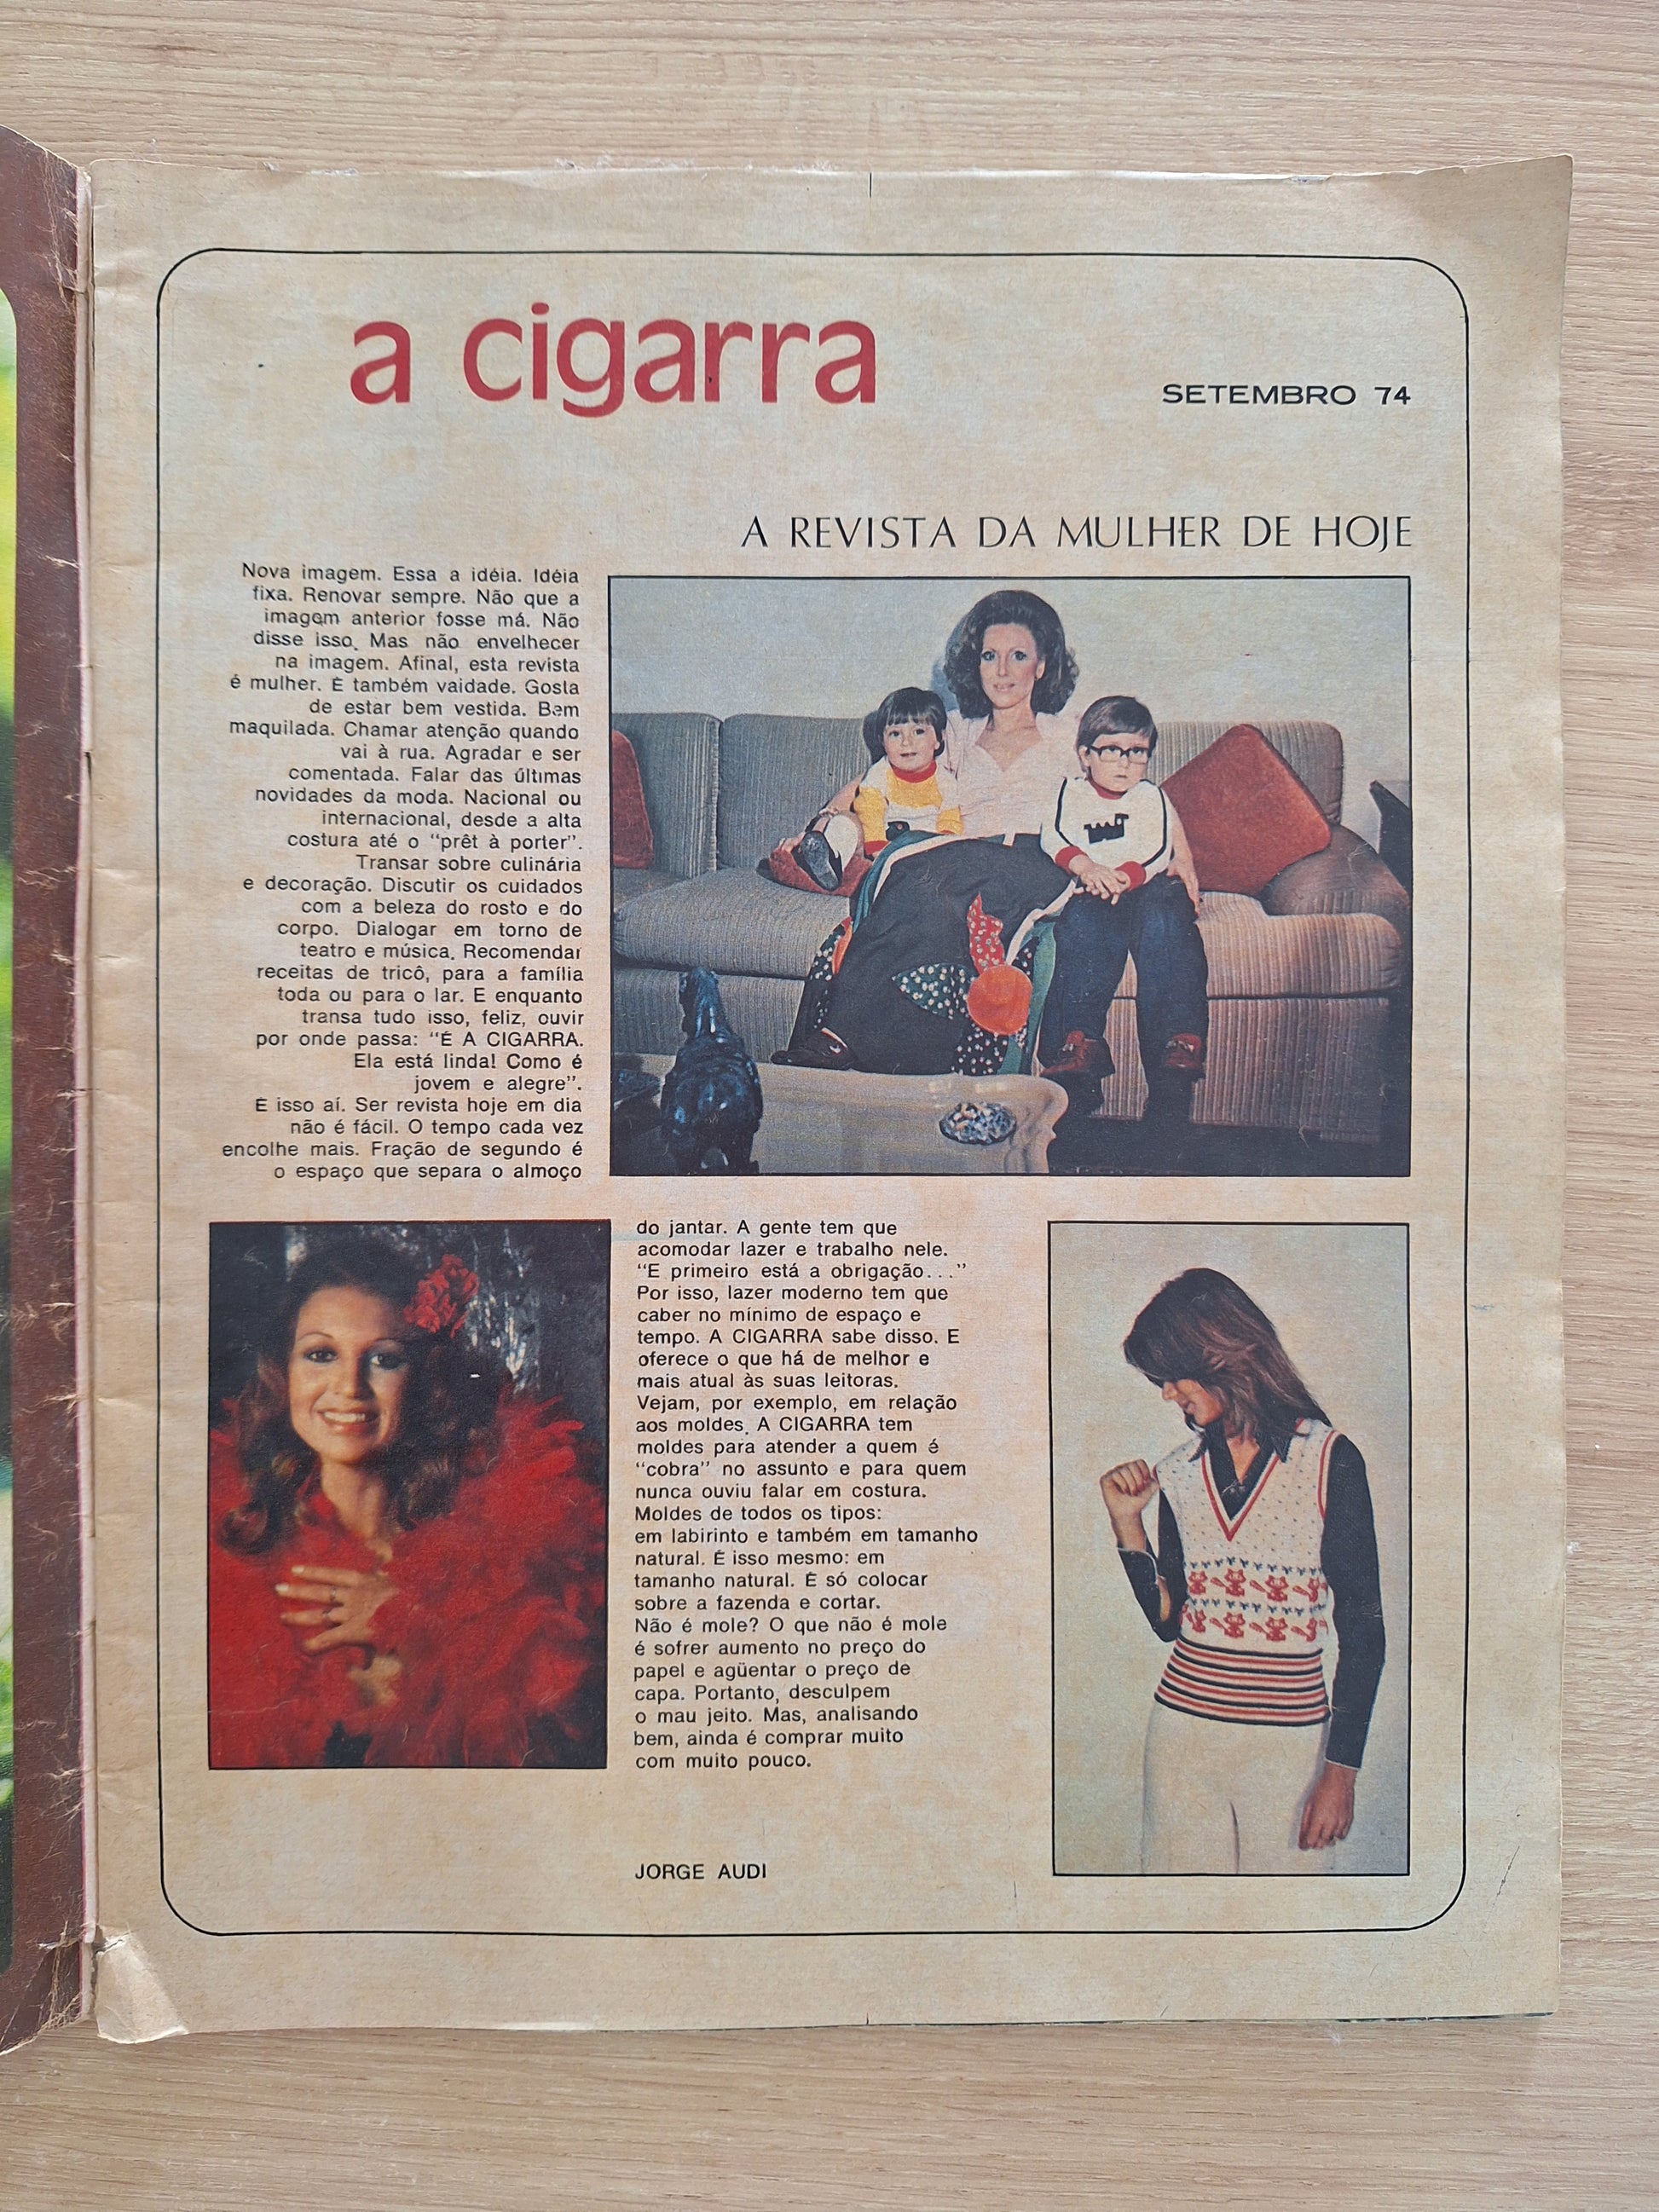 a cigarra
SETEMBRO 74
A REVISTA DA MULHER DE HOJE
Nova imagem. Essa a idéia. Idéia
fixa. Renovar sempre. Não que a
imagem anterior fosse má. Não
disse isso. Mas não envelhecer
na imagem. Afinal, esta revista
é mulher. E também vaidade. Gosta
de estar bem vestida. Bem
maquilada. Chamar atenção quando
vai à rua. Agradar e ser
comentada. Falar das últimas
novidades da moda. Nacional ou
internacional, desde a alta
costura até o "prêt à porter".
Transar sobre culinária
e decoração. Discutir os cuidados
com a beleza do rosto e do
corpo. Dialogar em torno de
teatro e música. Recomendar
receitas de tricô, para a família
toda ou para o lar. E enquanto
transa tudo isso, feliz, ouvir
por onde passa: "É A CIGARRA.
Ela está linda! Como é
jovem e alegre".
E isso aí. Ser revista hoje em dia
não é fácil. O tempo cada vez
encolhe mais. Fração de segundo é
o espaço que separa o almoço
do jantar. A gente tem que
acomodar lazer e trabalho nele.
"E primeiro está a obrigação..."
Por isso, lazer moderno tem que
caber no mínimo de espaço e
tempo. A CIGARRA sabe disso. E
oferece o que há de melhor e
mais atual às suas leitoras.
Vejam, por exemplo, em relação
aos moldes. A CIGARRA tem
moldes para atender a quem é
"cobra" no assunto e para quem
nunca ouviu falar em costura.
Moldes de todos os tipos:
em labirinto e também em tamanho
natural. É isso mesmo: em
tamanho natural. É só colocar
sobre a fazenda e cortar.
Não é mole? O que não é mole
é sofrer aumento no preço do
papel e agüentar o preço de
capa. Portanto, desculpem
o mau jeito. Mas, analisando
bem, ainda é comprar muito
com muito pouco.
JORGE AUDI